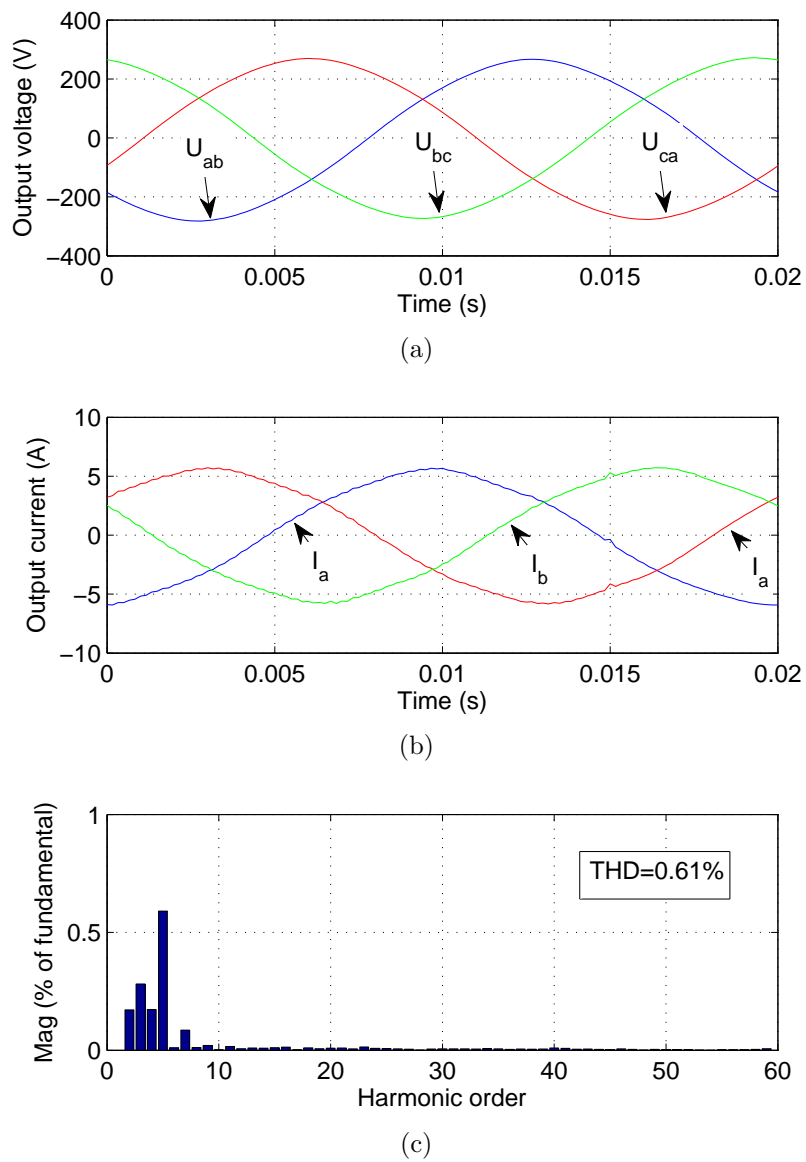 400
200
0
−200
−400
Output voltage (V)
U_ab
U_bc
U_ca
0 0.005 0.01 0.015 0.02
Time (s)
(a)
10
5
0
−5
−10
Output current (A)
I_a
I_b
I_a
0 0.005 0.01 0.015 0.02
Time (s)
(b)
1
0.5
0
Mag (% of fundamental)
THD=0.61%
0 10 20 30 40 50 60
Harmonic order
(c)